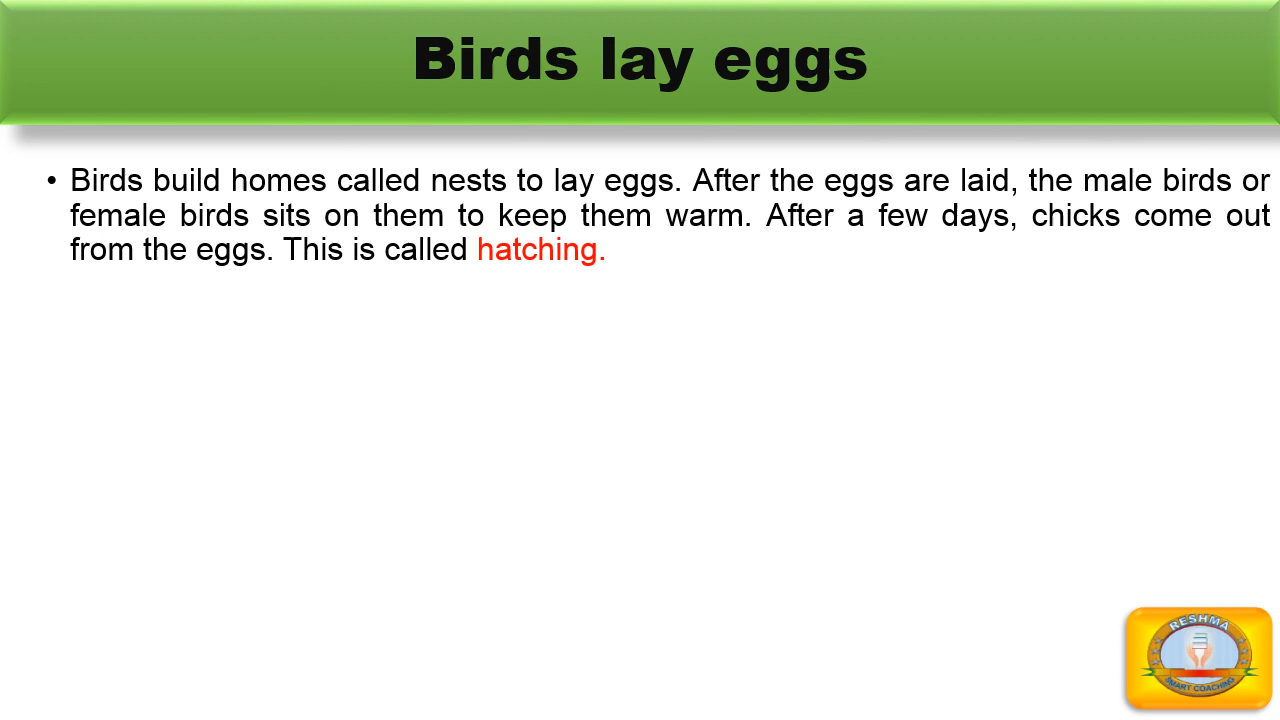 Birds lay eggs
• Birds build homes called nests to lay eggs. After the eggs are laid, the male birds or
female birds sits on them to keep them warm. After a few days, chicks come out
from the eggs. This is called hatching.
RESHMA
SMART COACHING